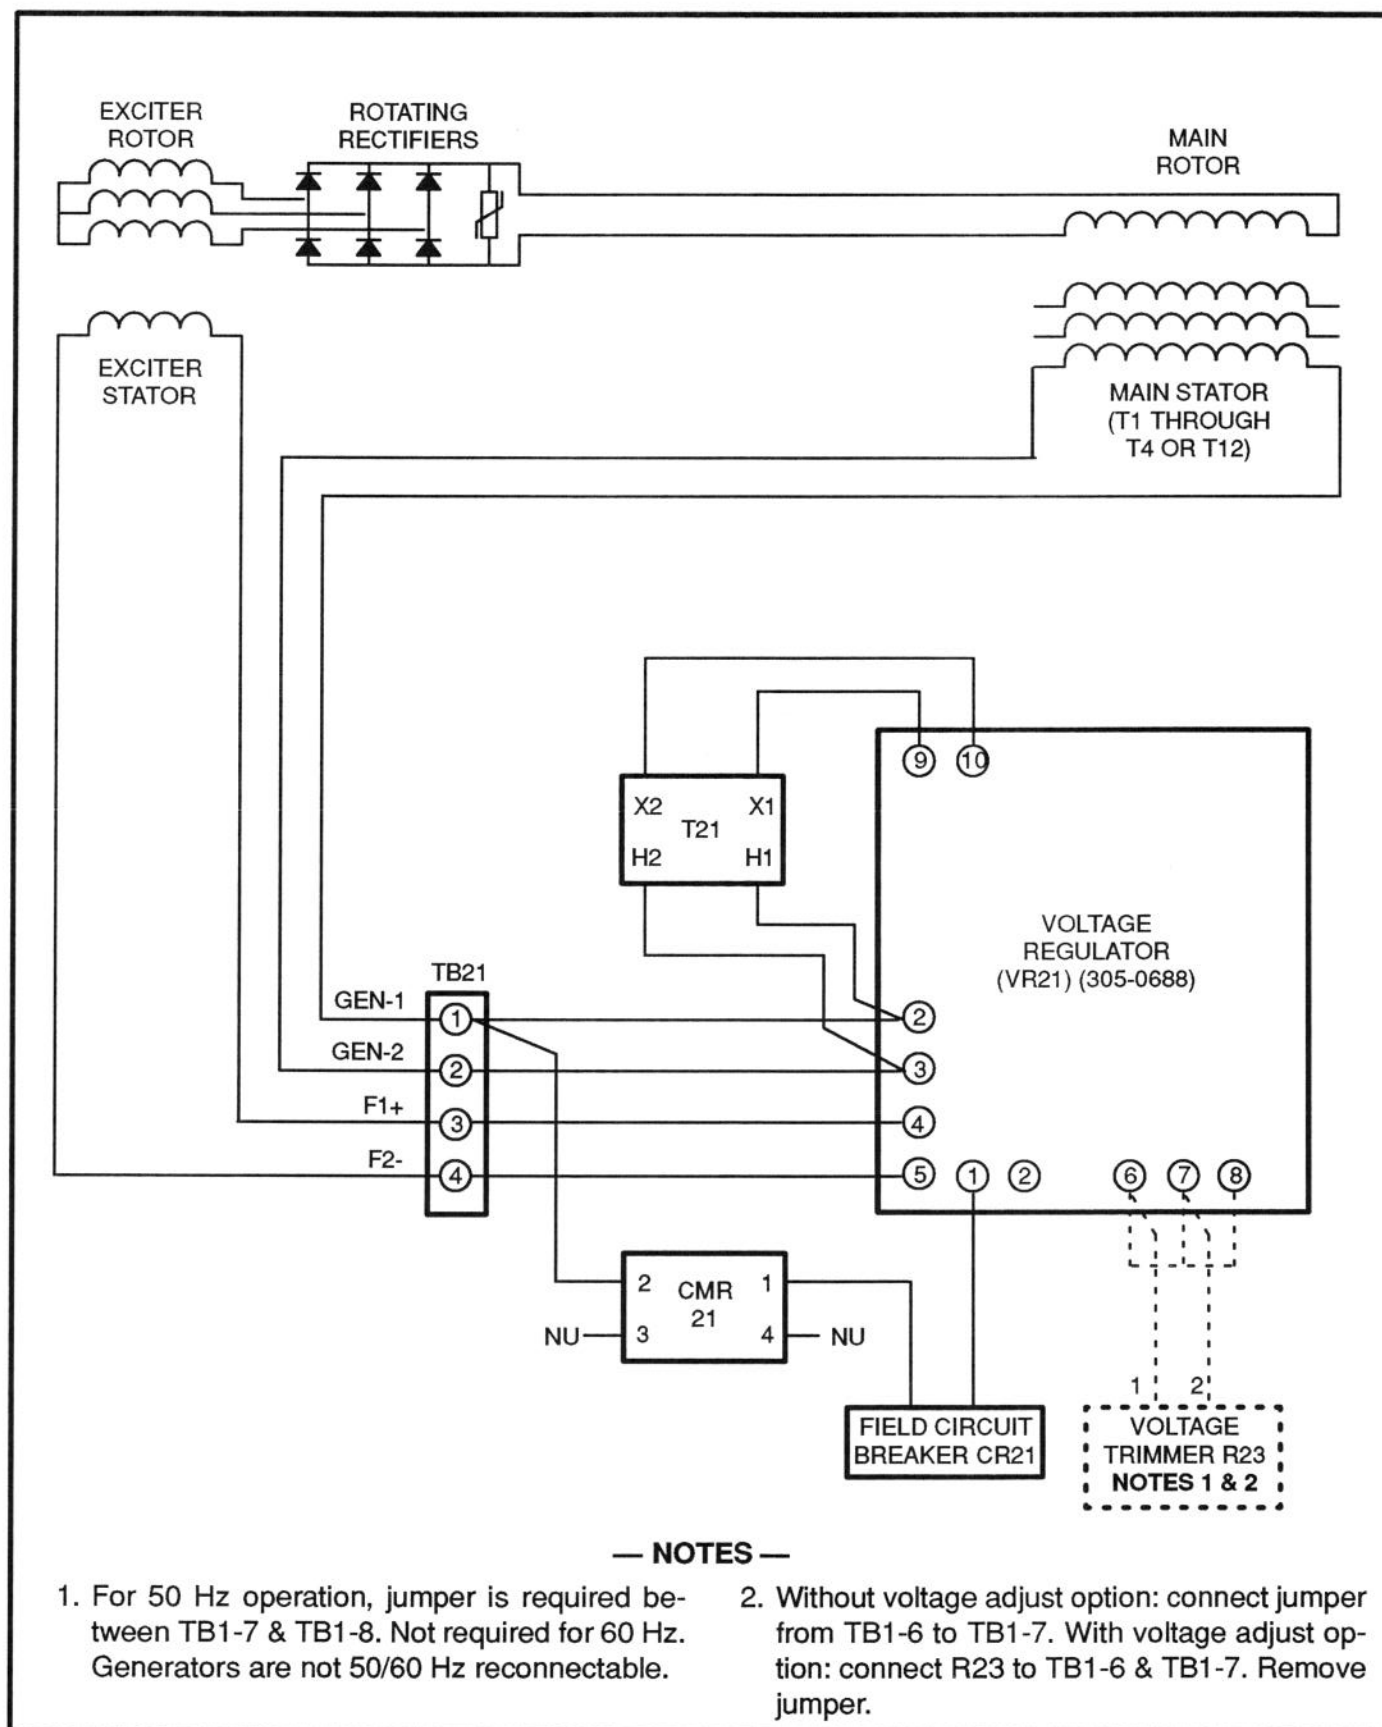 EXCITER
ROTOR
ROTATING
RECTIFIERS
MAIN
ROTOR
EXCITER
STATOR
MAIN STATOR
(T1 THROUGH
T4 OR T12)
9 10
X2 X1
T21
H2 H1
VOLTAGE
REGULATOR
(VR21) (305-0688)
TB21
GEN-1 1 2
GEN-2 2 3
F1+ 3 4
F2- 4 5 1 2 6 7 8
2 CMR 1
21
NU 3 4 NU
1 2
FIELD CIRCUIT
BREAKER CR21
VOLTAGE
TRIMMER R23
NOTES 1 & 2
— NOTES —
1. For 50 Hz operation, jumper is required be-
tween TB1-7 & TB1-8. Not required for 60 Hz.
Generators are not 50/60 Hz reconnectable.
2. Without voltage adjust option: connect jumper
from TB1-6 to TB1-7. With voltage adjust op-
tion: connect R23 to TB1-6 & TB1-7. Remove
jumper.